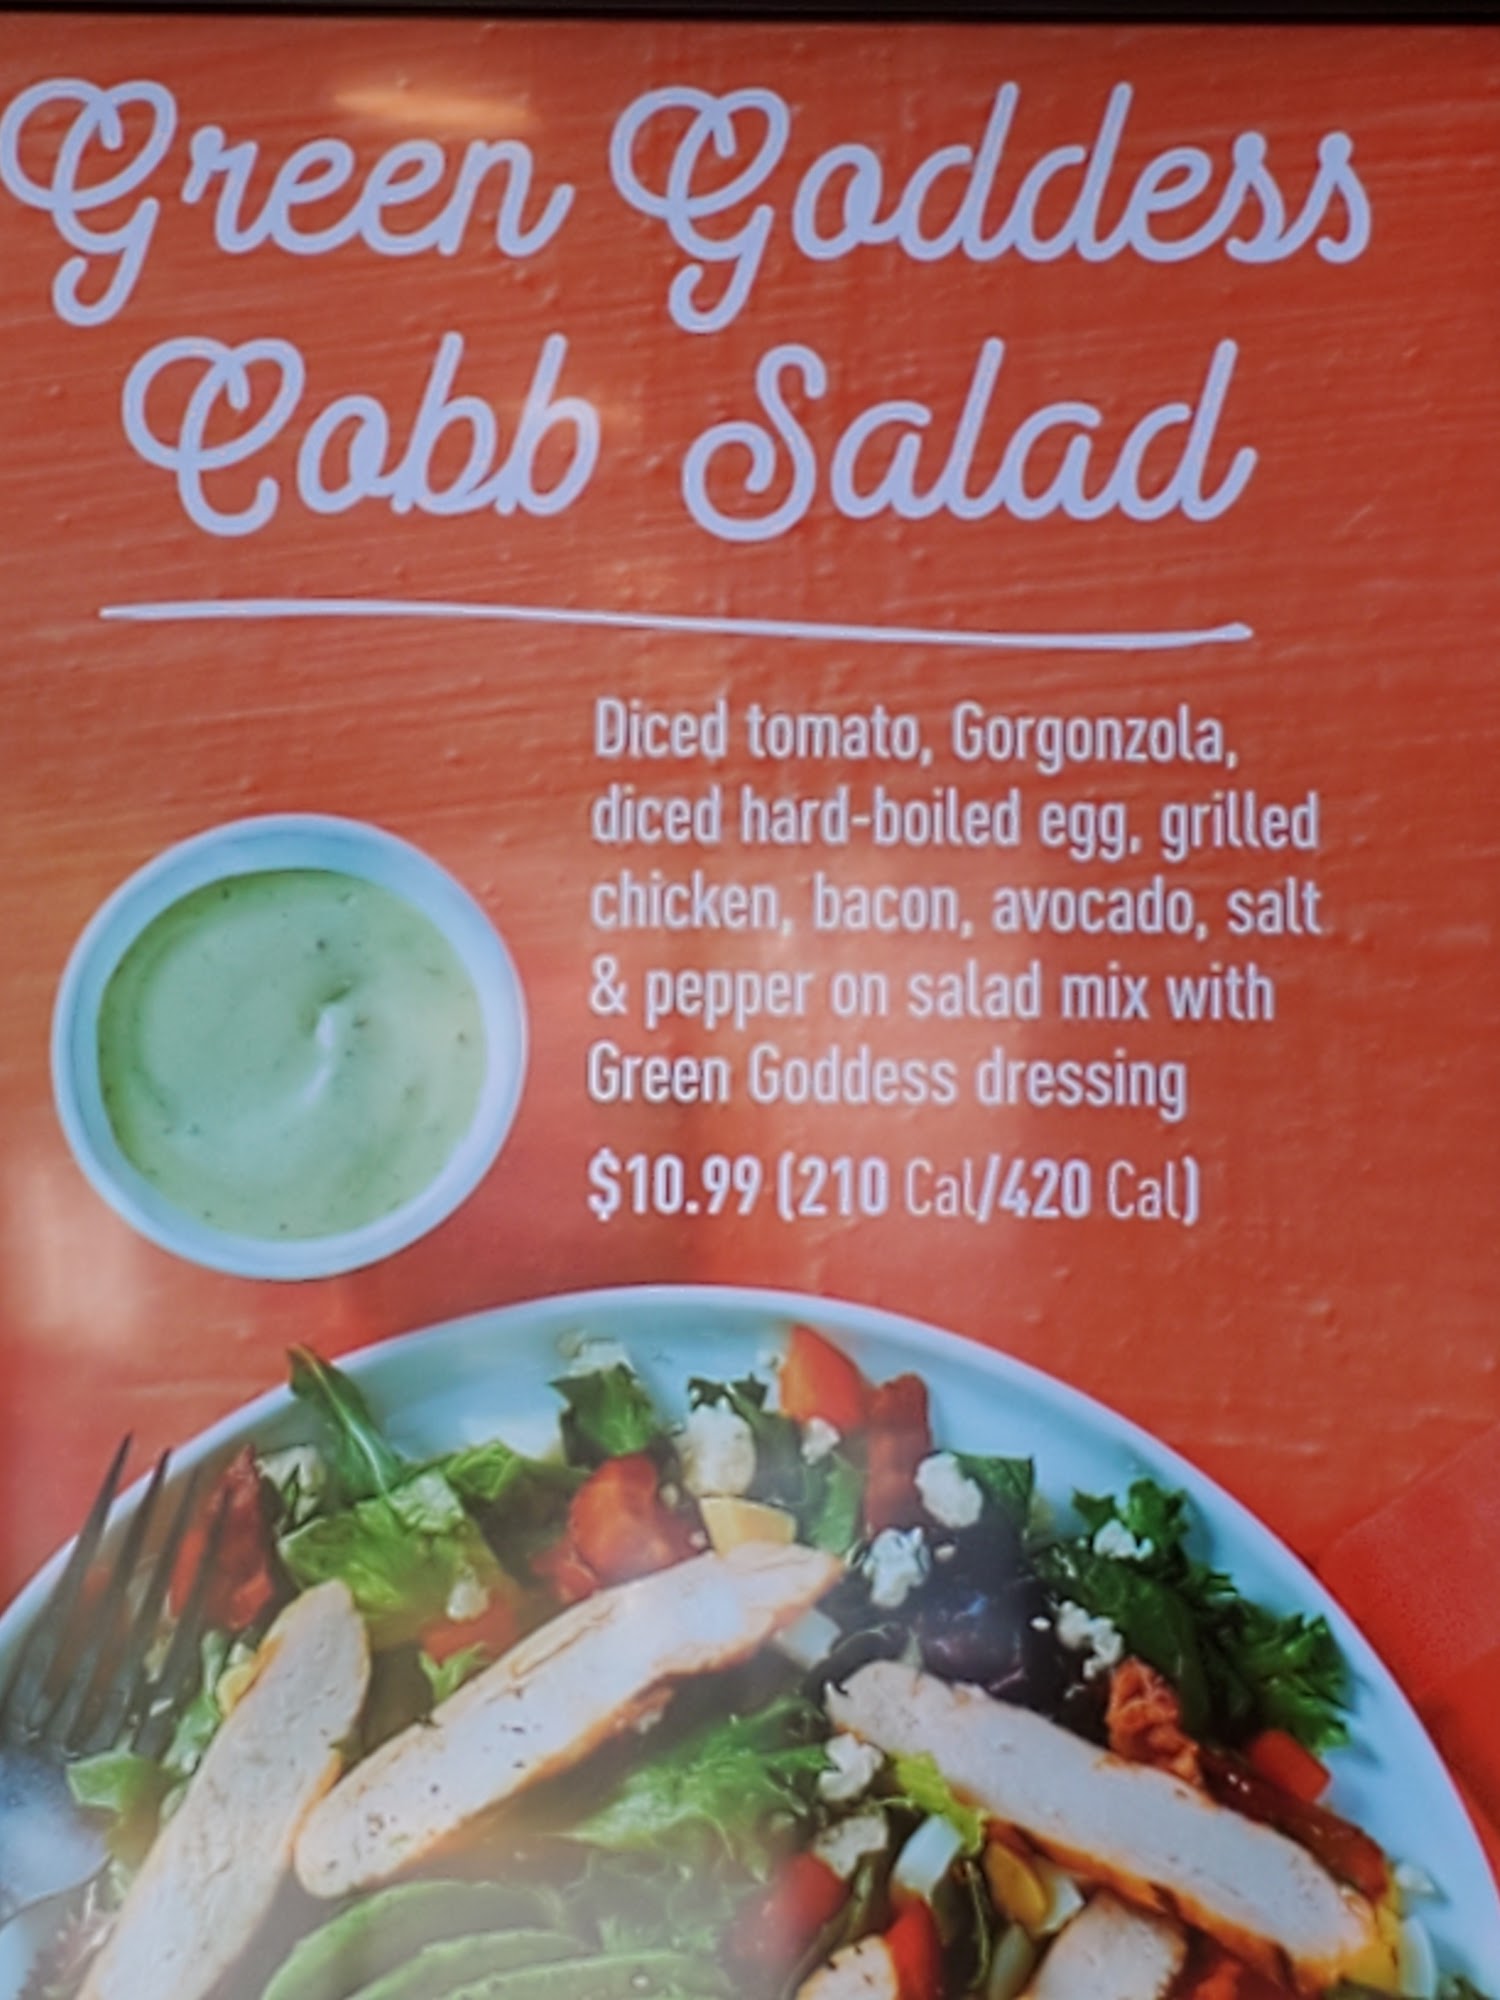 Green Goddess
Cobb Salad
Diced tomato, Gorgonzola,
diced hard-boiled egg, grilled
chicken, bacon, avocado, salt
& pepper on salad mix with
Green Goddess dressing
$10.99 (210 Cal/420 Cal)